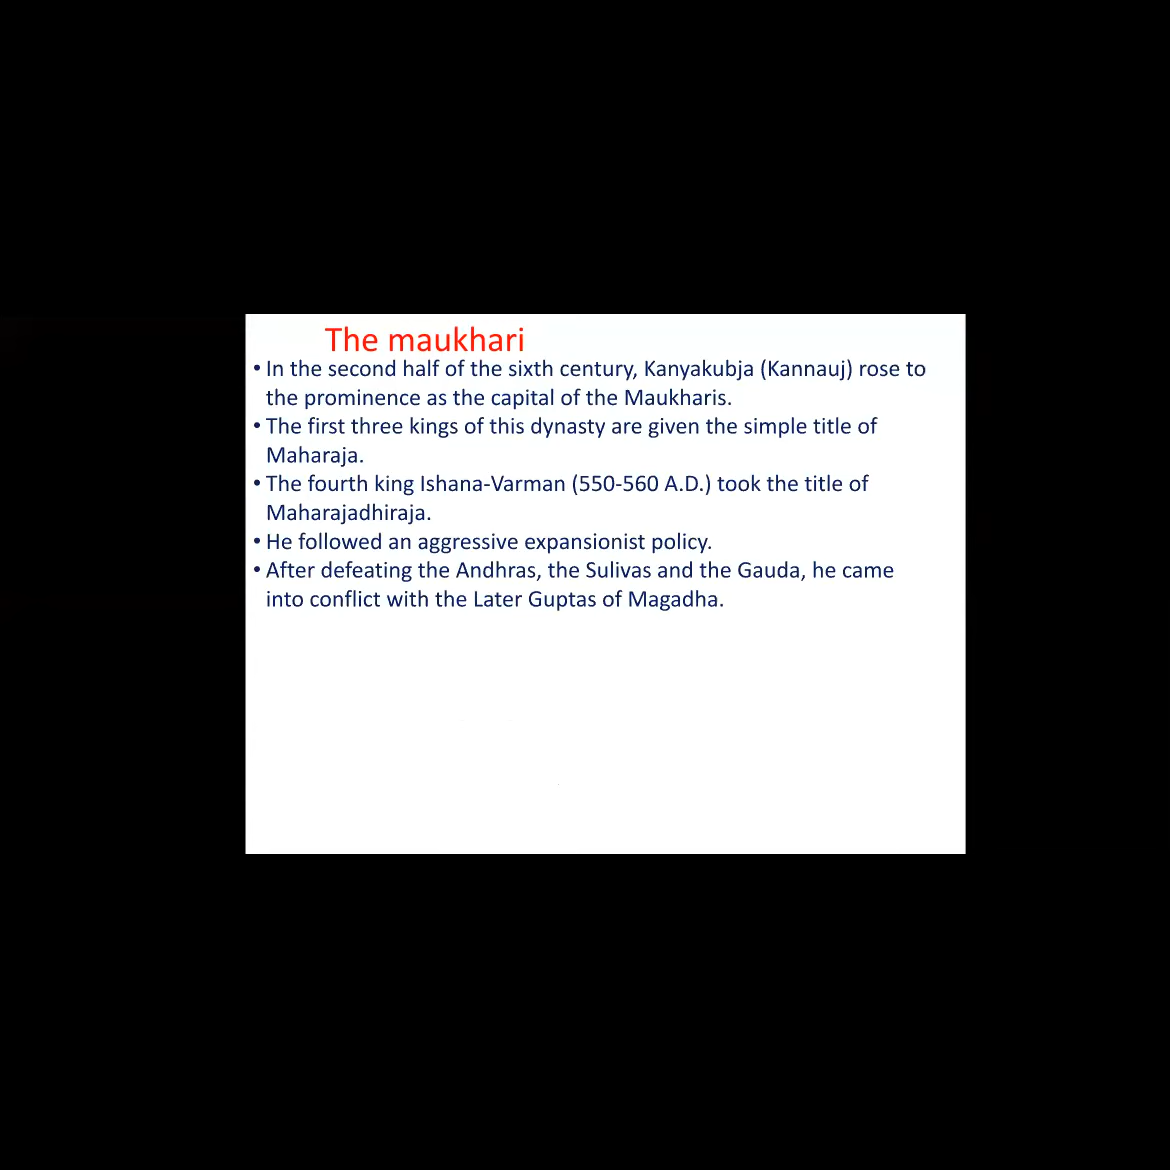 The maukhari
• In the second half of the sixth century, Kanyakubja (Kannauj) rose to
the prominence as the capital of the Maukharis.
• The first three kings of this dynasty are given the simple title of
Maharaja.
• The fourth king Ishana-Varman (550-560 A.D.) took the title of
Maharajadhiraja.
• He followed an aggressive expansionist policy.
• After defeating the Andhras, the Sulivas and the Gauda, he came
into conflict with the Later Guptas of Magadha.